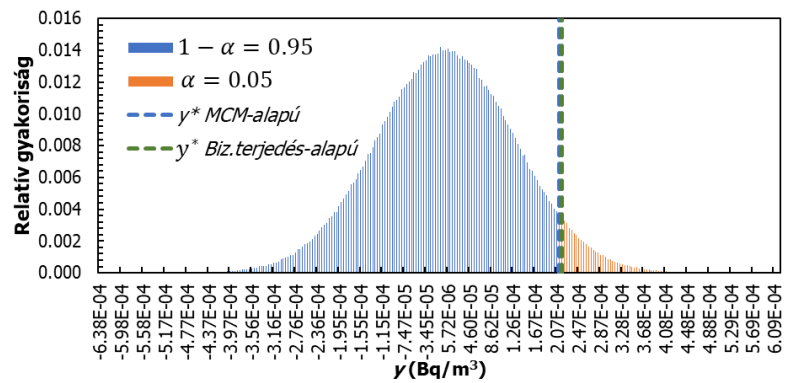 Relatív gyakoriság
0.016
0.014
0.012
0.010
0.008
0.006
0.004
0.002
0.000
1 − α = 0.95
α = 0.05
y* MCM-alapú
y* Biz.terjedés-alapú
-6.38E-04
-5.98E-04
-5.58E-04
-5.17E-04
-4.77E-04
-4.37E-04
-3.97E-04
-3.56E-04
-3.16E-04
-2.76E-04
-2.36E-04
-1.95E-04
-1.55E-04
-1.15E-04
-7.47E-05
-3.45E-05
5.72E-06
4.60E-05
8.62E-05
1.26E-04
1.67E-04
2.07E-04
2.47E-04
2.87E-04
3.28E-04
3.68E-04
4.08E-04
4.48E-04
4.88E-04
5.29E-04
5.69E-04
6.09E-04
y (Bq/m³)